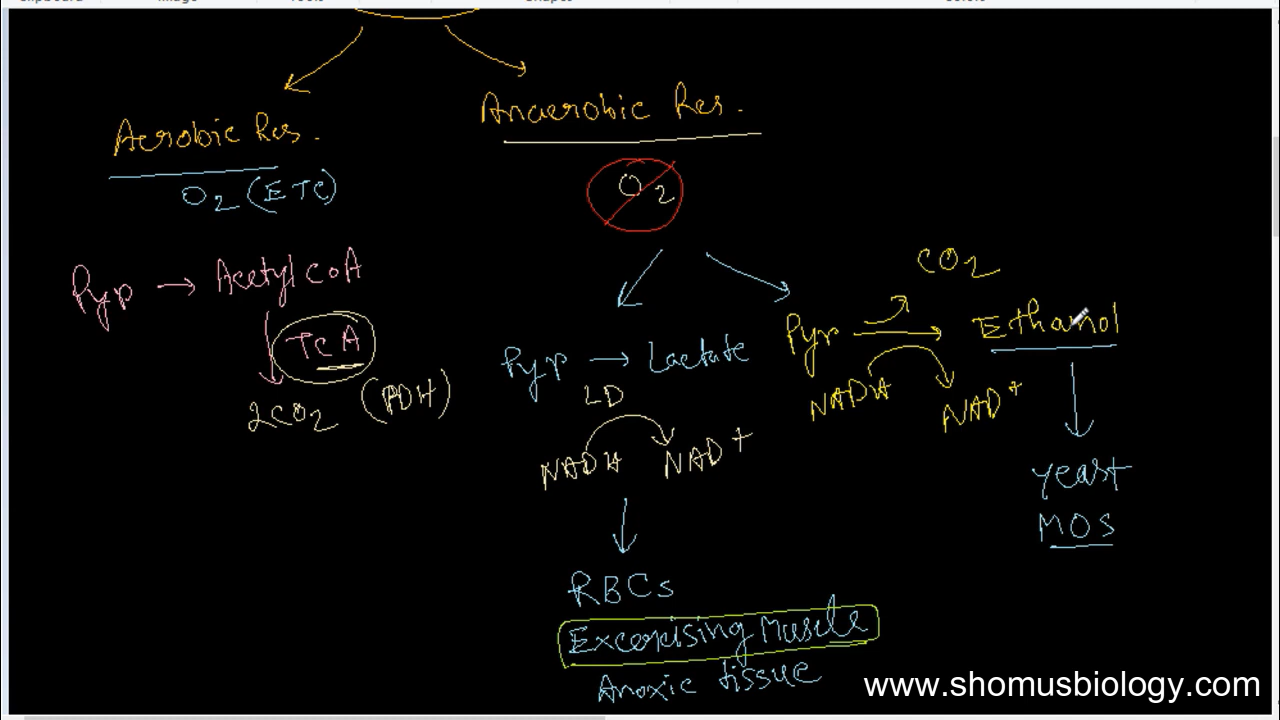 Aerobic Res.
O2 (ETC)
Pyr → Acetyl CoA
TCA
2CO2 (PDH)
Anaerobic Res.
O2
Pyr → Lactate
LD
NADH NAD+
RBCs
Excercising Muscle
Anoxic tissue
CO2
Pyr → Ethanol
NADH NAD+
Yeast
MOS
www.shomusbiology.com